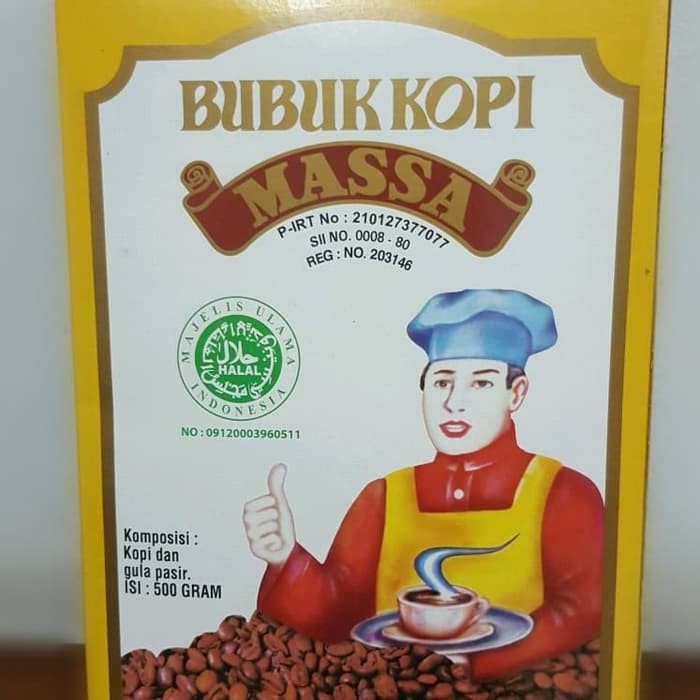 BUBUK KOPI
MASSA
P-IRT No : 210127377077
SII NO. 0008 - 80
REG : NO. 203146
MAJELIS ULAMA
حلال
HALAL
INDONESIA
NO : 09120003960511
Komposisi :
Kopi dan
gula pasir.
ISI : 500 GRAM